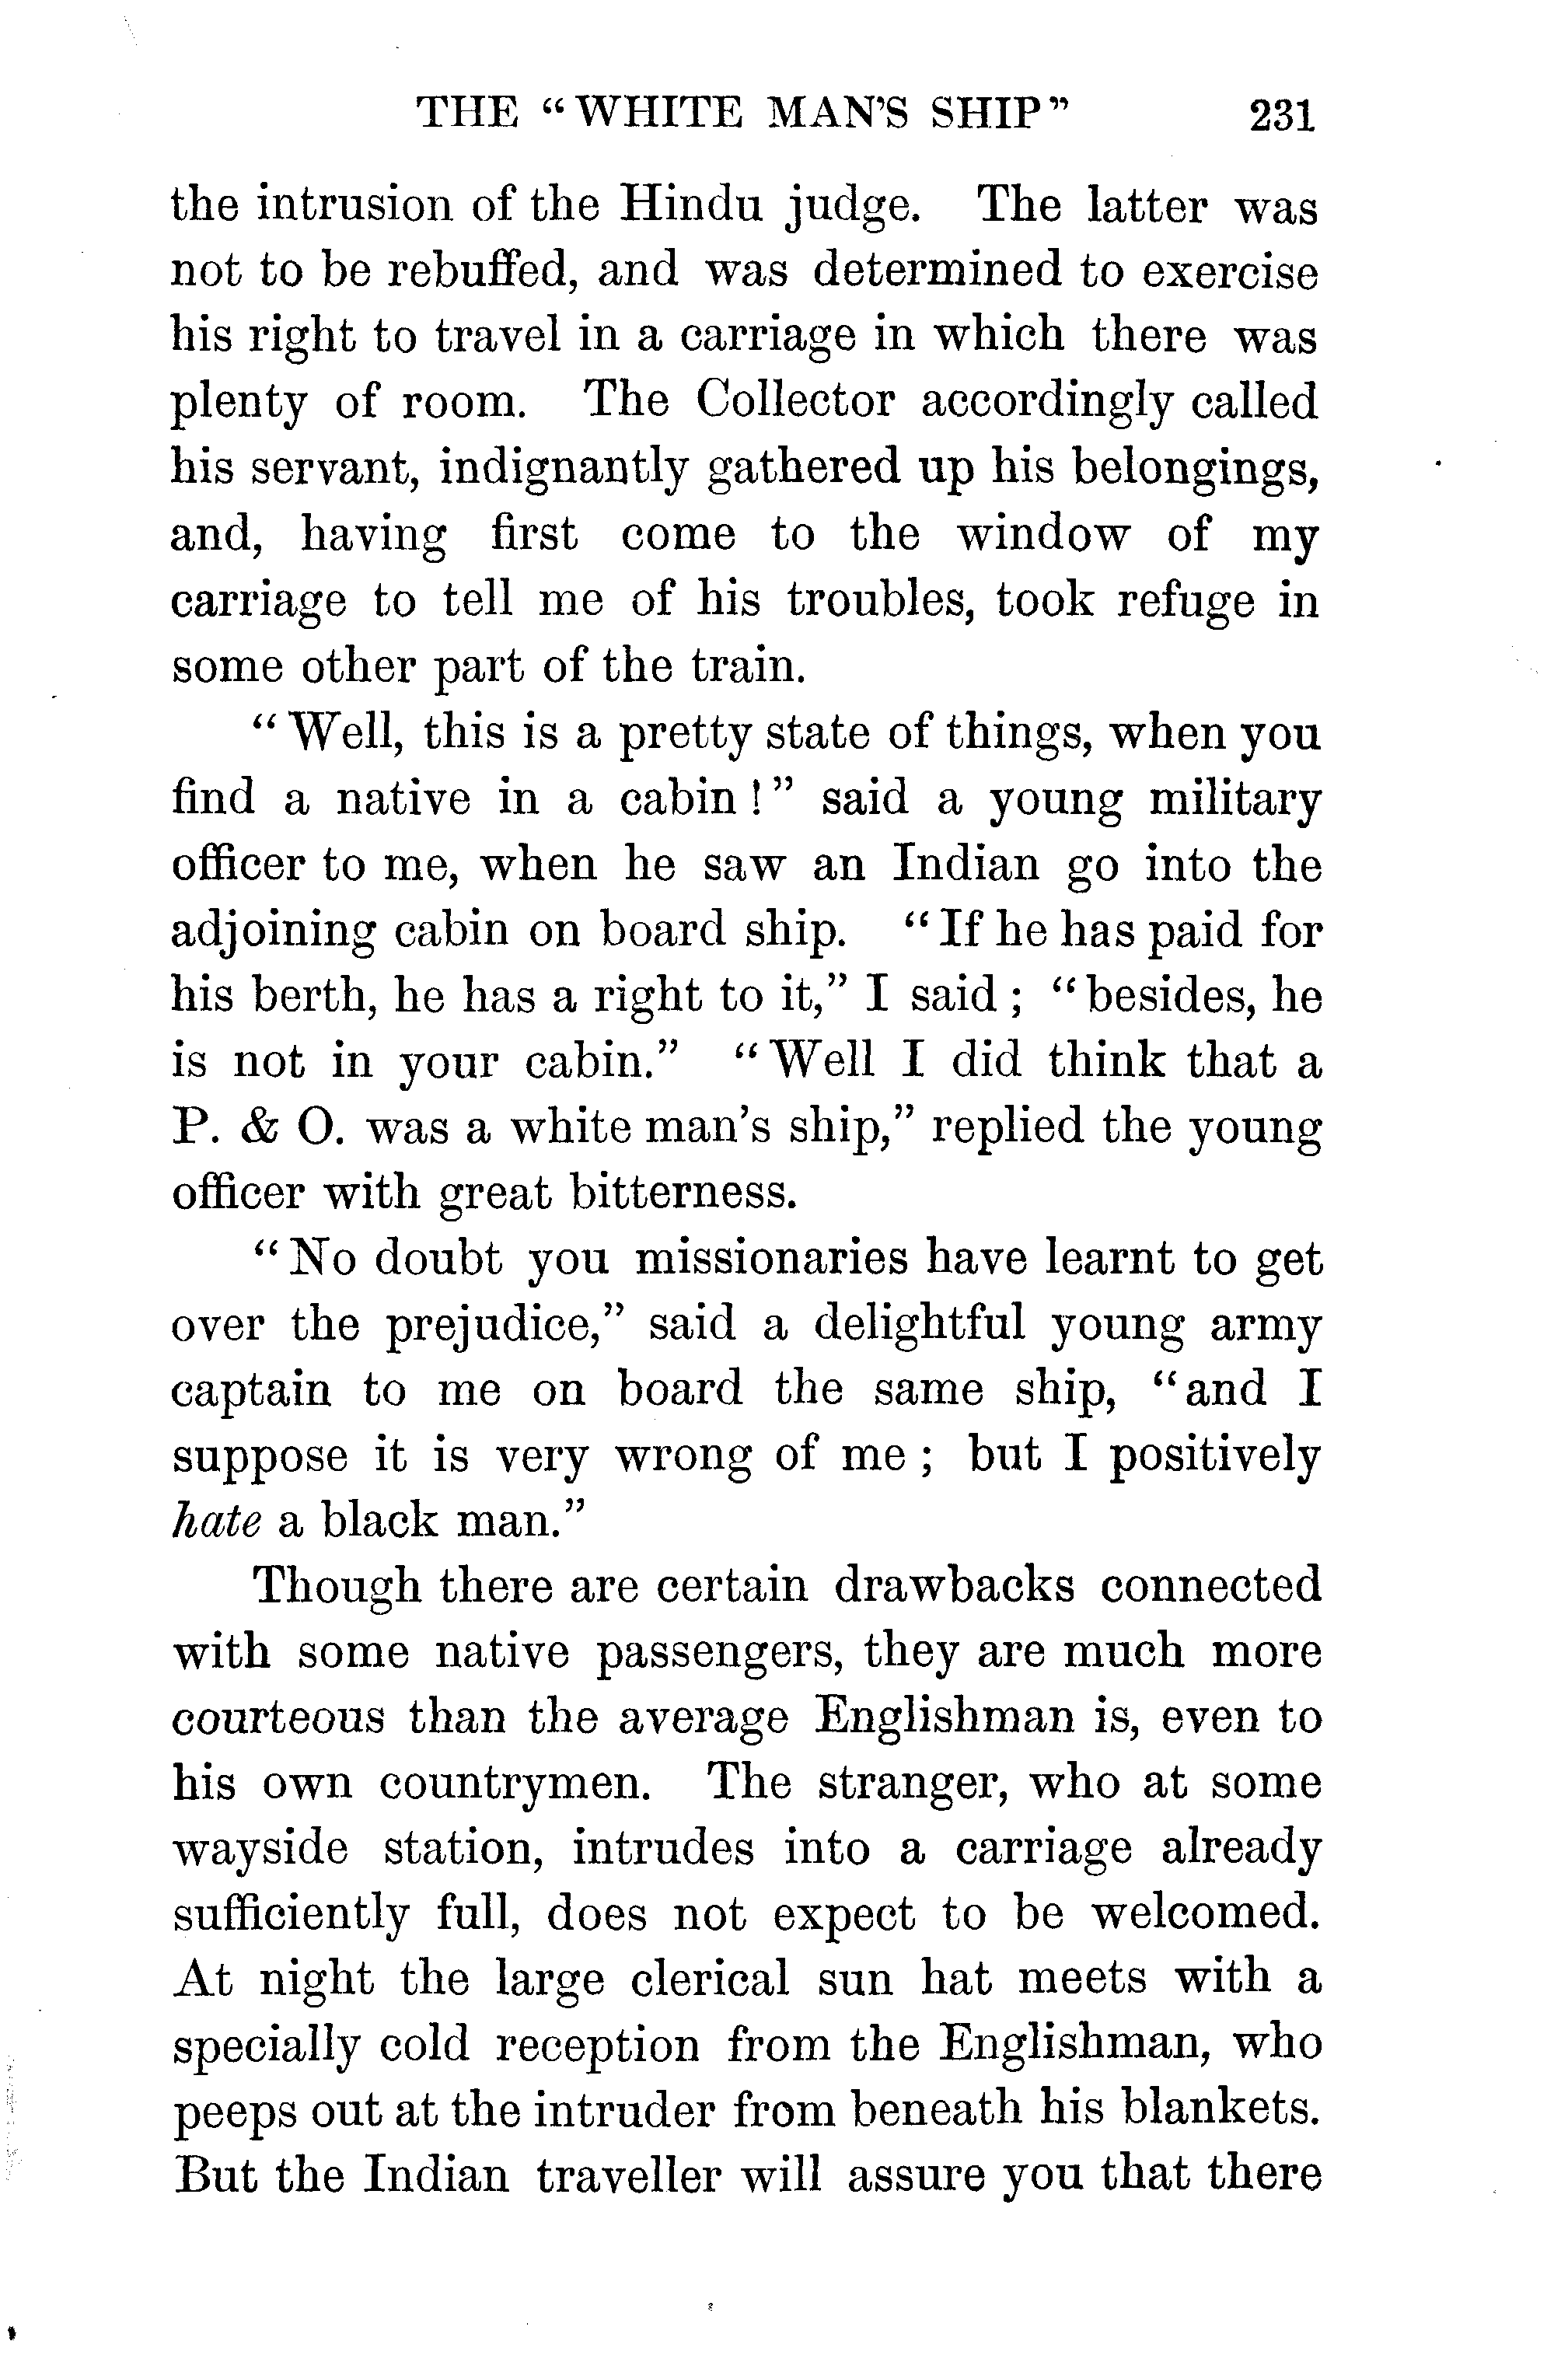 THE “WHITE MAN’S SHIP” 231
the intrusion of the Hindu judge. The latter was
not to be rebuffed, and was determined to exercise
his right to travel in a carriage in which there was
plenty of room. The Collector accordingly called
his servant, indignantly gathered up his belongings,
and, having first come to the window of my
carriage to tell me of his troubles, took refuge in
some other part of the train.
“Well, this is a pretty state of things, when you
find a native in a cabin!” said a young military
officer to me, when he saw an Indian go into the
adjoining cabin on board ship. “If he has paid for
his berth, he has a right to it,” I said; “besides, he
is not in your cabin.” “Well I did think that a
P. & O. was a white man’s ship,” replied the young
officer with great bitterness.
“No doubt you missionaries have learnt to get
over the prejudice,” said a delightful young army
captain to me on board the same ship, “and I
suppose it is very wrong of me; but I positively
hate a black man.”
Though there are certain drawbacks connected
with some native passengers, they are much more
courteous than the average Englishman is, even to
his own countrymen. The stranger, who at some
wayside station, intrudes into a carriage already
sufficiently full, does not expect to be welcomed.
At night the large clerical sun hat meets with a
specially cold reception from the Englishman, who
peeps out at the intruder from beneath his blankets.
But the Indian traveller will assure you that there